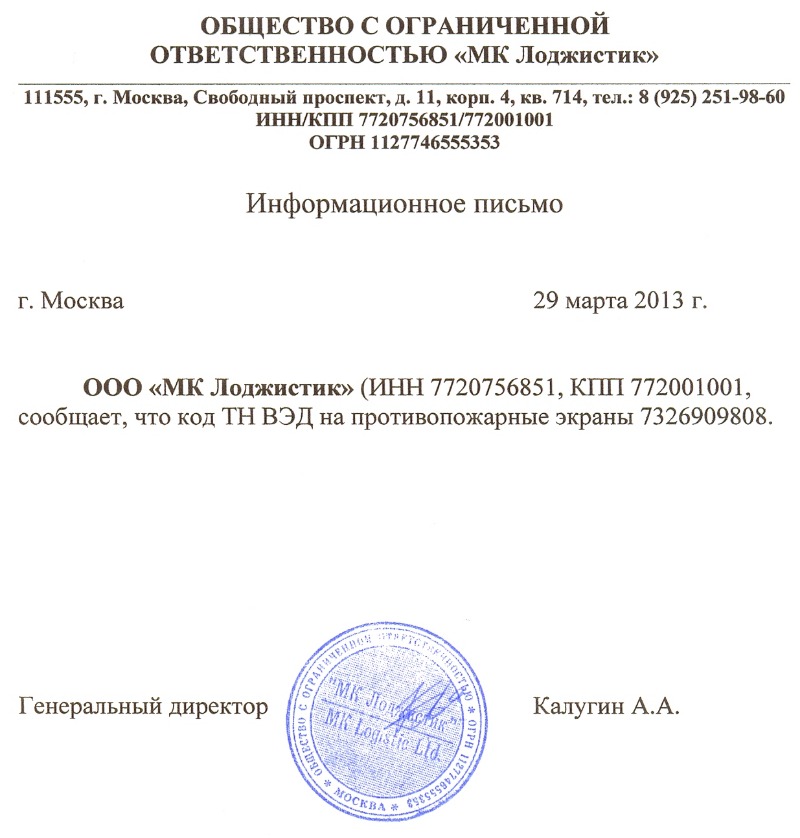 ОБЩЕСТВО С ОГРАНИЧЕННОЙ
ОТВЕТСТВЕННОСТЬЮ «МК Лоджистик»
111555, г. Москва, Свободный проспект, д. 11, корп. 4, кв. 714, тел.: 8 (925) 251-98-60
ИНН/КПП 7720756851/772001001
ОГРН 1127746555353
Информационное письмо
г. Москва
29 марта 2013 г.
ООО «МК Лоджистик» (ИНН 7720756851, КПП 772001001,
сообщает, что код ТН ВЭД на противопожарные экраны 7326909808.
Генеральный директор
Калугин А.А.
ОБЩЕСТВО С ОГРАНИЧЕННОЙ ОТВЕТСТВЕННОСТЬЮ * ОГРН 1127746555353 * МОСКВА *
"МК Лоджистик"
MK Logistic Ltd.